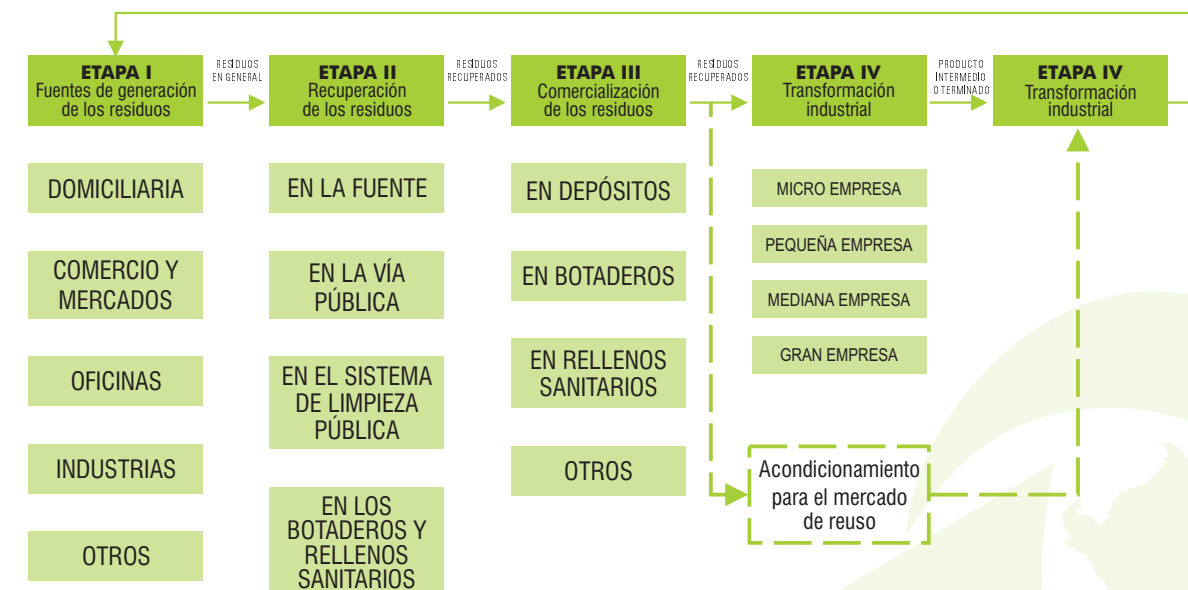 ETAPA I
Fuentes de generación
de los residuos
RESIDUOS
EN GENERAL
ETAPA II
Recuperación
de los residuos
RESIDUOS
RECUPERADOS
ETAPA III
Comercialización
de los residuos
RESIDUOS
RECUPERADOS
ETAPA IV
Transformación
industrial
PRODUCTO
INTERMEDIO
O TERMINADO
ETAPA IV
Transformación
industrial
DOMICILIARIA
COMERCIO Y
MERCADOS
OFICINAS
INDUSTRIAS
OTROS
EN LA FUENTE
EN LA VÍA
PÚBLICA
EN EL SISTEMA
DE LIMPIEZA
PÚBLICA
EN LOS
BOTADEROS Y
RELLENOS
SANITARIOS
EN DEPÓSITOS
EN BOTADEROS
EN RELLENOS
SANITARIOS
OTROS
MICRO EMPRESA
PEQUEÑA EMPRESA
MEDIANA EMPRESA
GRAN EMPRESA
Acondicionamiento
para el mercado
de reuso